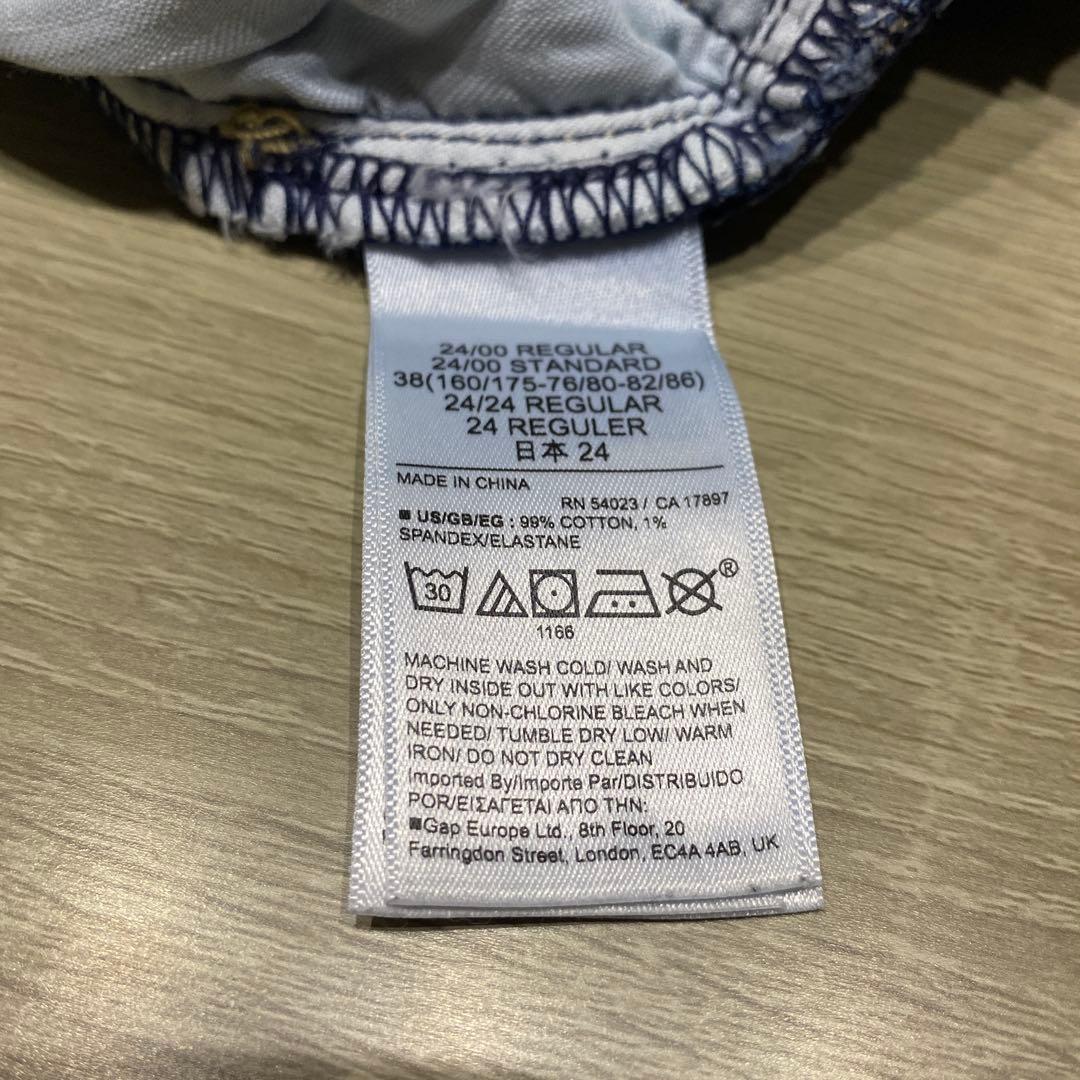 24/00 REGULAR
24/00 STANDARD
38(160/175-76/80-82/86)
24/24 REGULAR
24 REGULER
日本 24
MADE IN CHINA
RN 54023 / CA 17897
■ US/GB/EG : 99% COTTON, 1%
SPANDEX/ELASTANE
30
®
1166
MACHINE WASH COLD/ WASH AND
DRY INSIDE OUT WITH LIKE COLORS/
ONLY NON-CHLORINE BLEACH WHEN
NEEDED/ TUMBLE DRY LOW/ WARM
IRON/ DO NOT DRY CLEAN
Imported By/Importe Par/DISTRIBUIDO
POR/ΕΙΣΑΓΕΤΑΙ ΑΠΟ ΤΗΝ:
■Gap Europe Ltd., 8th Floor, 20
Farringdon Street, London, EC4A 4AB, UK